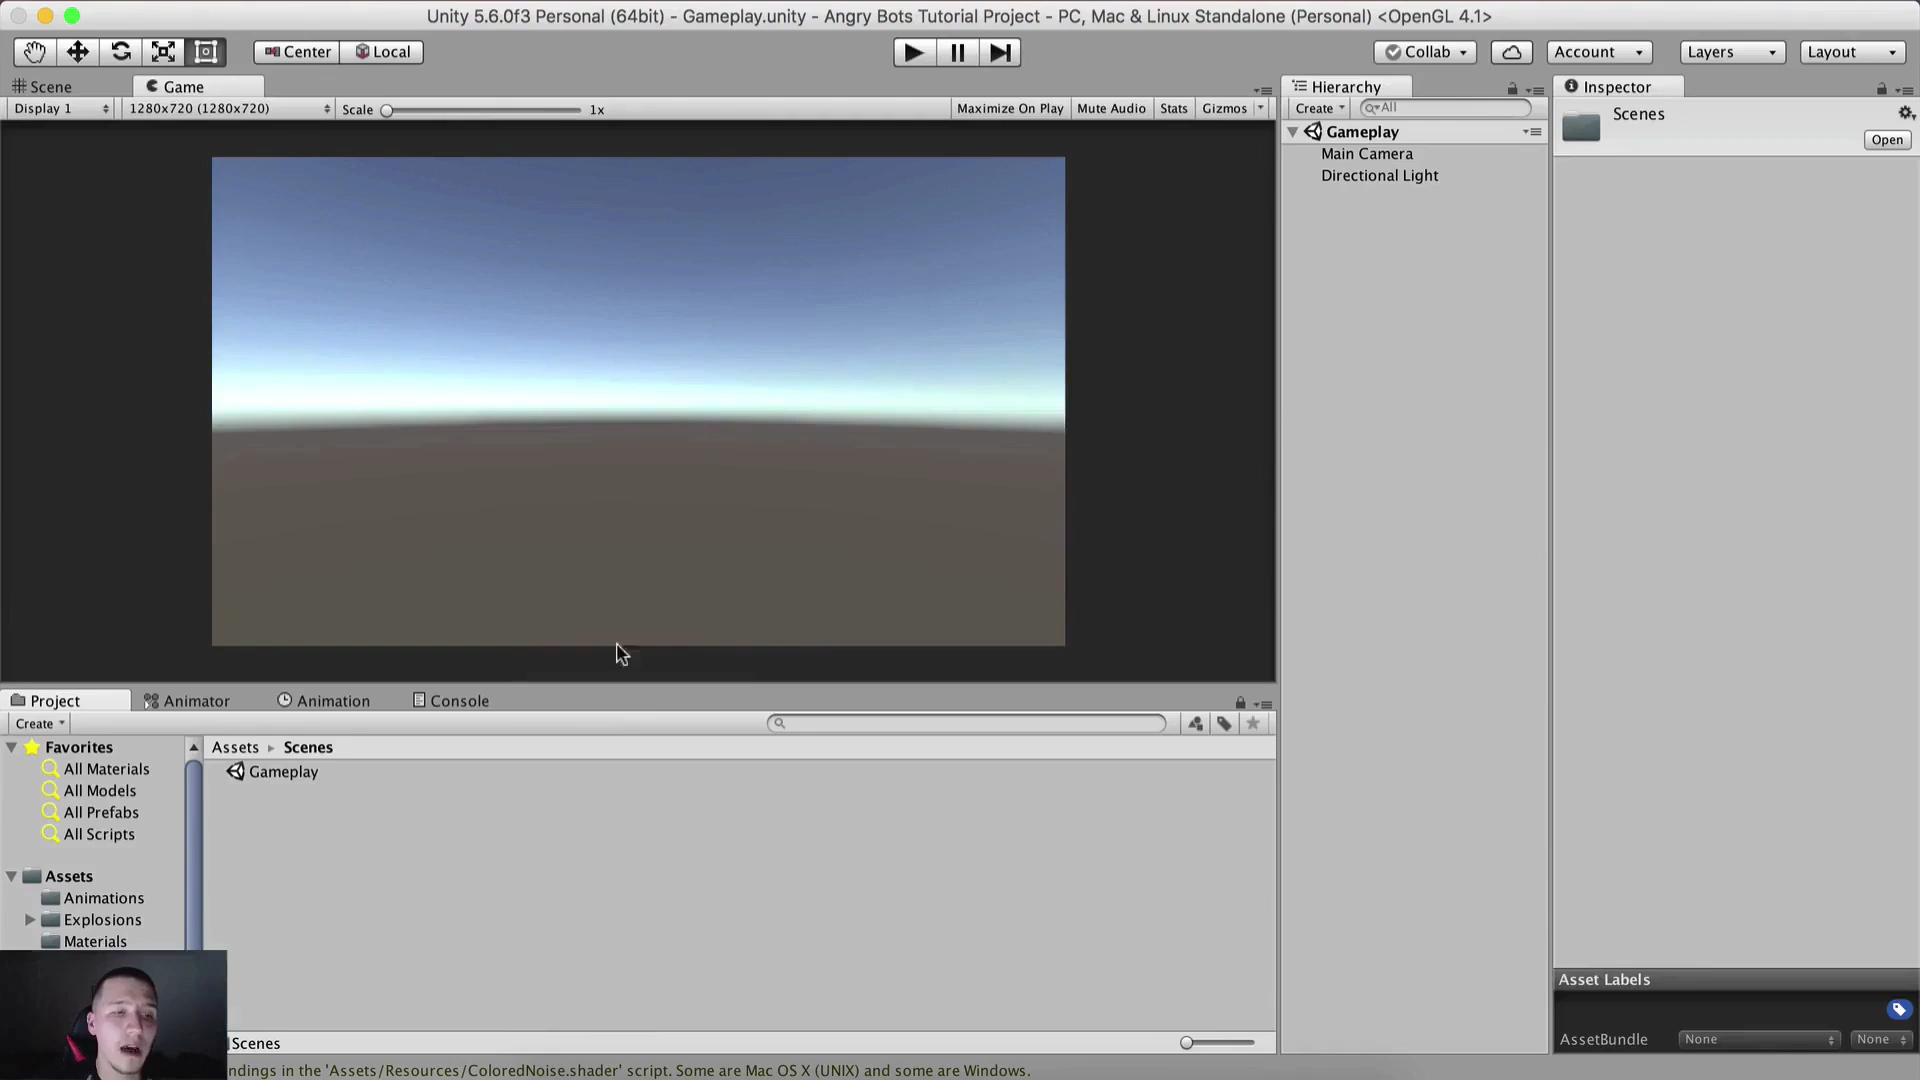 Unity 5.6.0f3 Personal (64bit) - Gameplay.unity - Angry Bots Tutorial Project - PC, Mac & Linux Standalone (Personal) <OpenGL 4.1>
Center Local Collab Account Layers Layout
Scene Game Hierarchy Inspector
Display 1 1280x720 (1280x720) Scale 1x Maximize On Play Mute Audio Stats Gizmos Create All
Scenes
Open
Gameplay
Main Camera
Directional Light
Project Animator Animation Console
Create
Favorites
All Materials
All Models
All Prefabs
All Scripts
Assets
Animations
Explosions
Materials
Assets Scenes
Gameplay
Scenes
Asset Labels
AssetBundle None None
ndings in the 'Assets/Resources/ColoredNoise.shader' script. Some are Mac OS X (UNIX) and some are Windows.